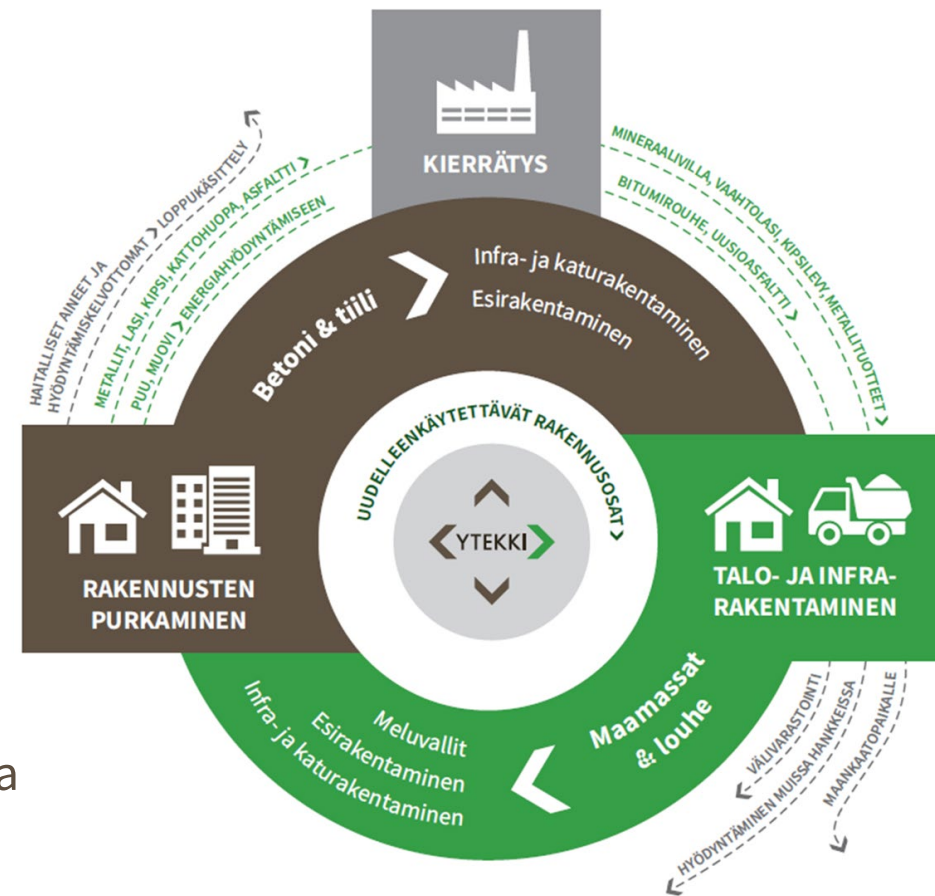 KIERRÄTYS
HAITALLISET AINEET JA
HYÖDYNTÄMISKELVOTTOMAT > LOPPUKÄSITTELY
METALLIT, LASI, KIPSI, KATTOHUOPA, ASFALTTI >
PUU, MUOVI > ENERGIAHYÖDYNTÄMISEEN
MINERAALIVILLA, VAAHTOLASI, KIPSILEVY, METALLITUOTTEET >
BITUMIROUHE, UUSIOASFALTTI >
Betoni & tiili
Infra- ja katurakentaminen
Esirakentaminen
UUDELLEENKÄYTETTÄVÄT RAKENNUSOSAT >
YTEKKI
RAKENNUSTEN
PURKAMINEN
TALO- JA INFRA-
RAKENTAMINEN
Maamassat
& louhe
Meluvallit
Esirakentaminen
Infra- ja katurakentaminen
VÄLIVARASTOINTI
HYÖDYNTÄMINEN MUISSA HANKKEISSA
MAANKAATOPAIKALLE
a